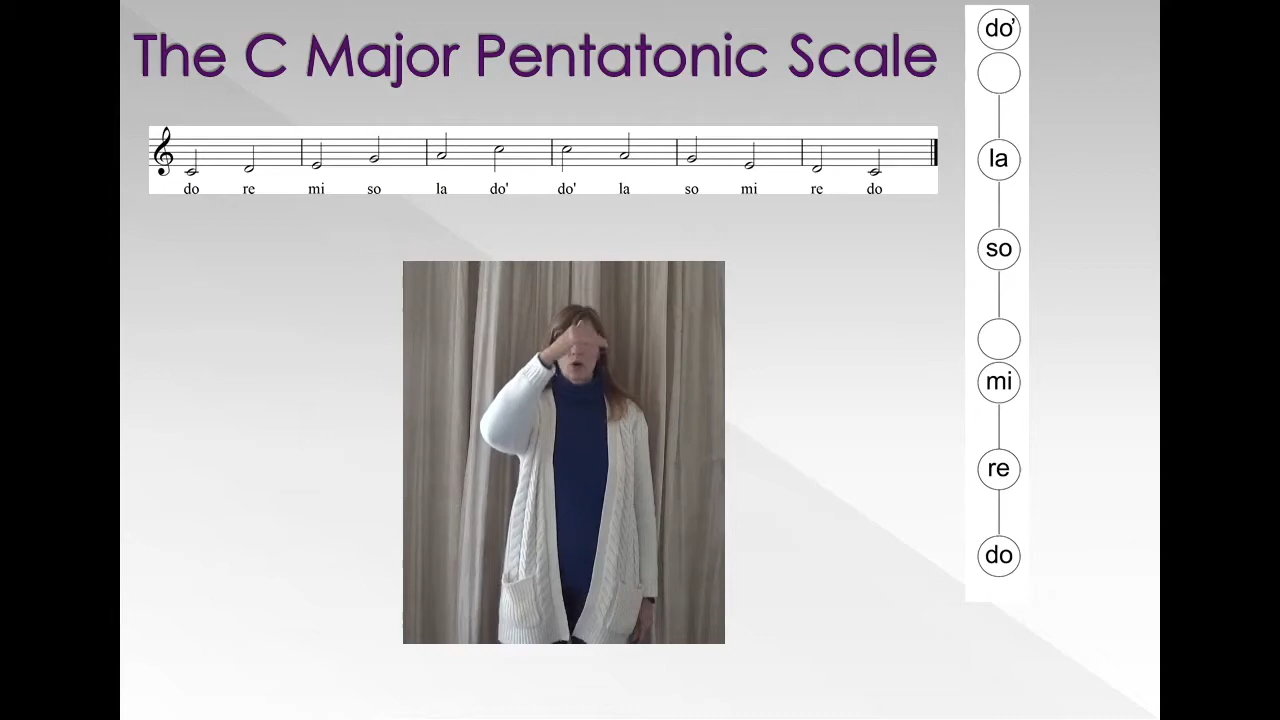 The C Major Pentatonic Scale
do re mi so la do' do' la so mi re do
do'
la
so
mi
re
do